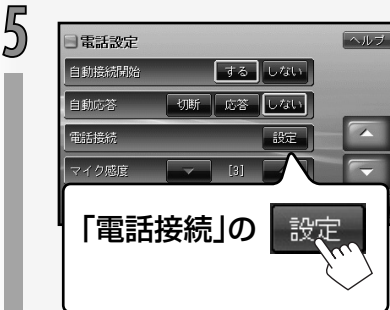 5
電話設定 ヘルプ
自動接続開始 する しない
自動応答 切断 応答 しない
電話接続 設定
マイク感度 [3]
「電話接続」の 設定